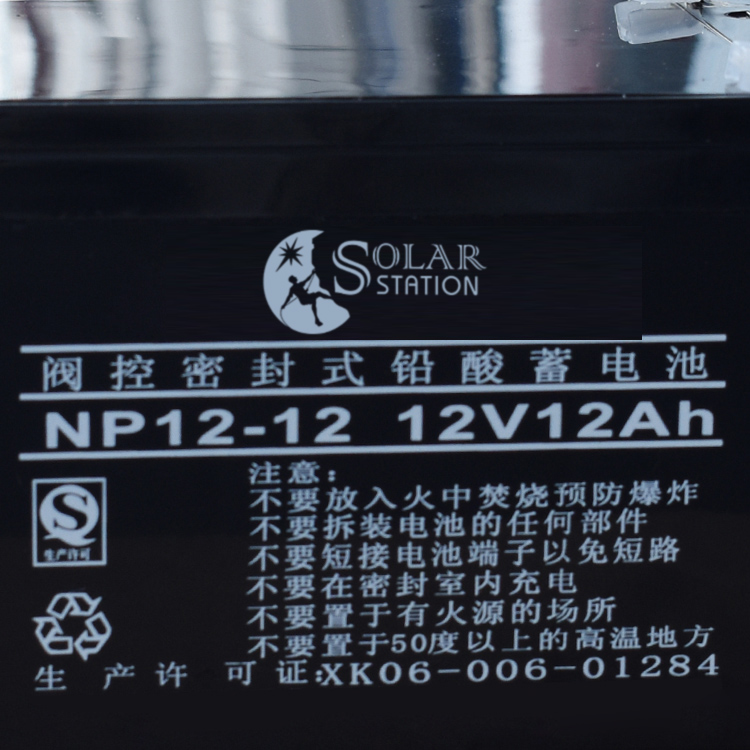 SOLAR
STATION
阀控密封式铅酸蓄电池
NP12-12 12V12Ah
注意:
不要放入火中焚烧预防爆炸
不要拆装电池的任何部件
不要短接电池端子以免短路
不要在密封室内充电
不要置于有火源的场所
不要置于50度以上的高温地方
生产许可
生产许可证:XK06-006-01284